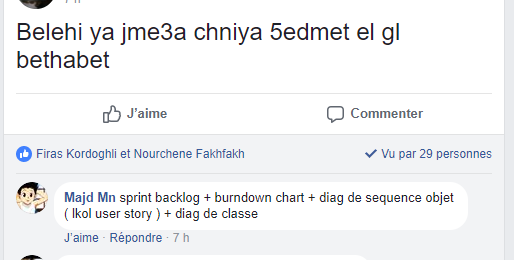 Belehi ya jme3a chniya 5edmet el gl
bethabet
J'aime
Commenter
Firas Kordoghli et Nourchene Fakhfakh
Vu par 29 personnes
Majd Mn sprint backlog + burndown chart + diag de sequence objet
( lkol user story ) + diag de classe
J'aime · Répondre · 7 h